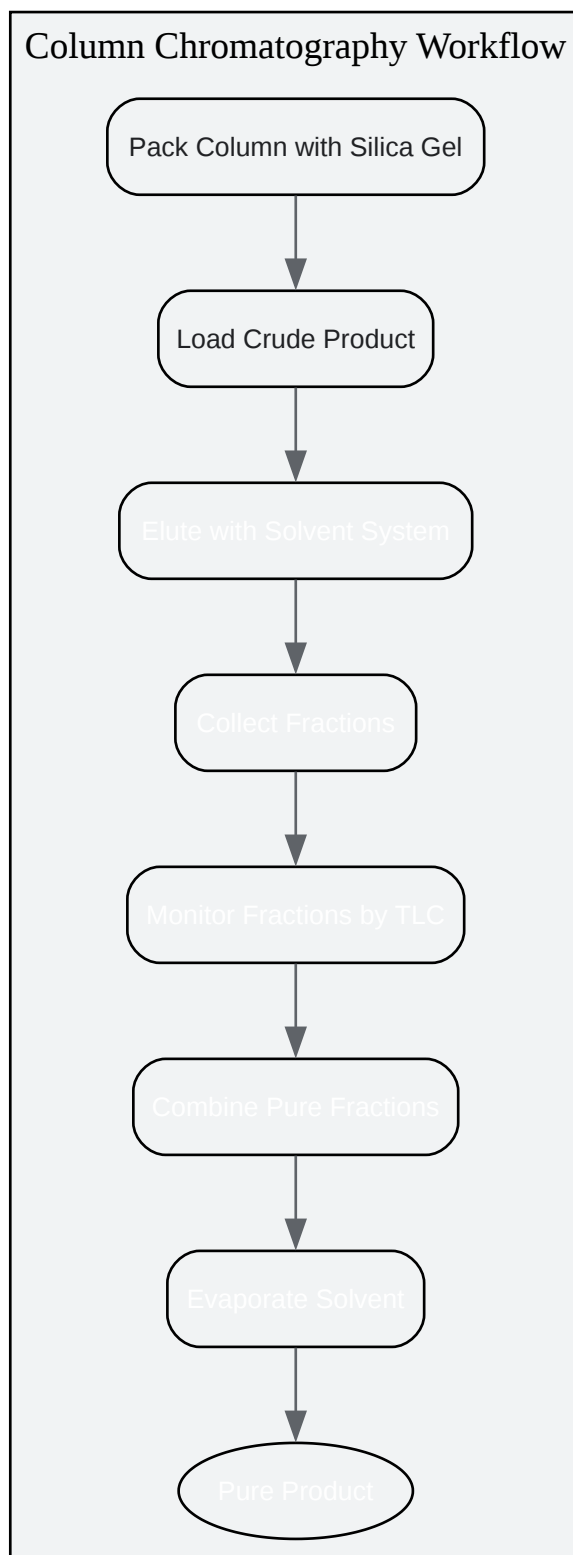 Column Chromatography Workflow
Pack Column with Silica Gel
Load Crude Product
Elute with Solvent System
Collect Fractions
Monitor Fractions by TLC
Combine Pure Fractions
Evaporate Solvent
Pure Product